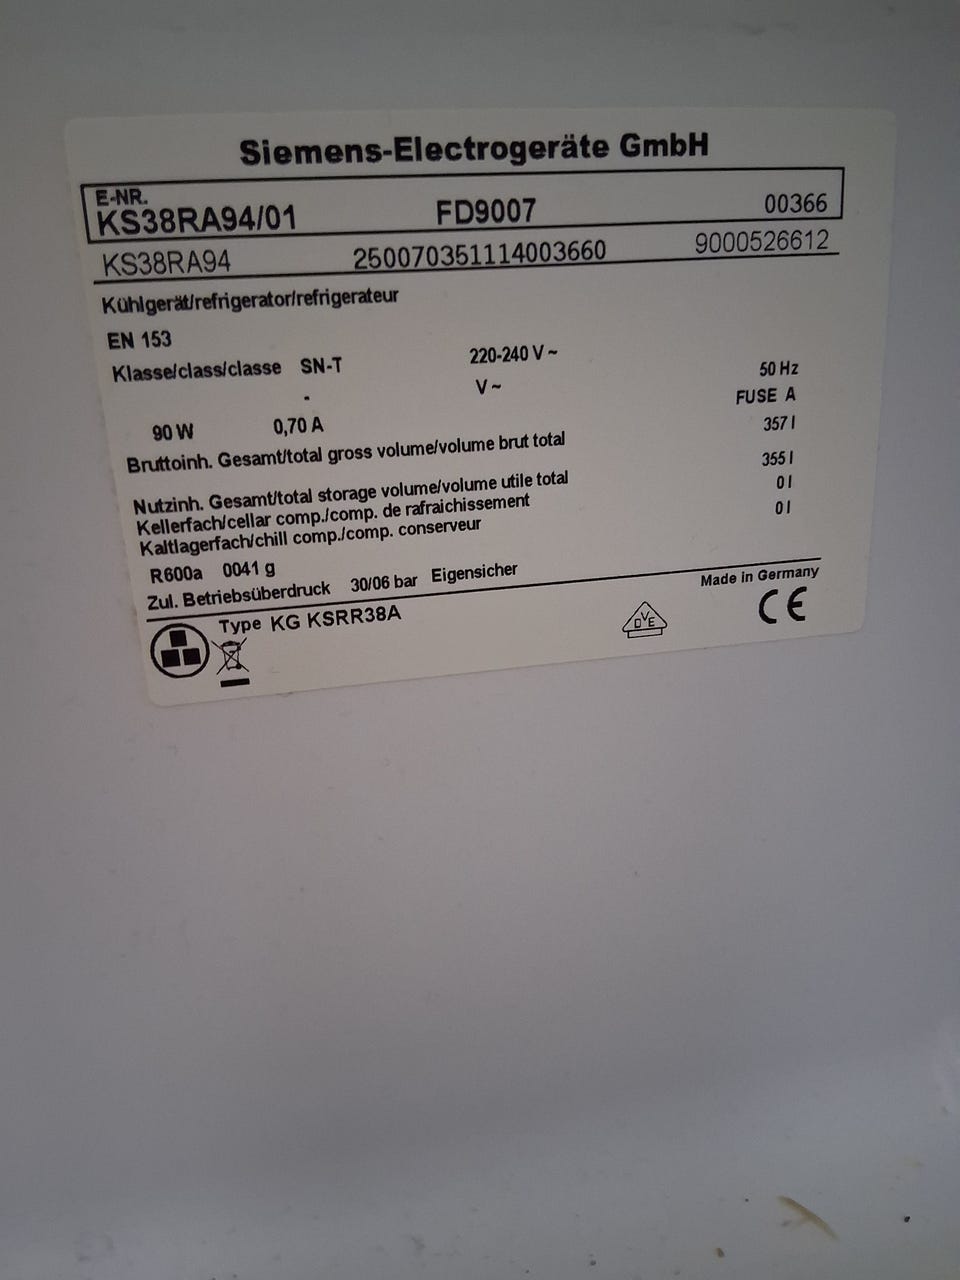 Siemens-Electrogeräte GmbH
E-NR.
KS38RA94/01 FD9007 00366
KS38RA94 250070351114003660 9000526612
Kühlgerät/refrigerator/refrigerateur
EN 153
Klasse/class/classe SN-T 220-240 V ~ 50 Hz
- V ~ FUSE A
90 W 0,70 A
Bruttoinh. Gesamt/total gross volume/volume brut total 357 l
Nutzinh. Gesamt/total storage volume/volume utile total 355 l
Kellerfach/cellar comp./comp. de rafraichissement 0 l
Kaltlagerfach/chill comp./comp. conserveur 0 l
R600a 0041 g
Zul. Betriebsüberdruck 30/06 bar Eigensicher
Made in Germany
Type KG KSRR38A
DVE
CE